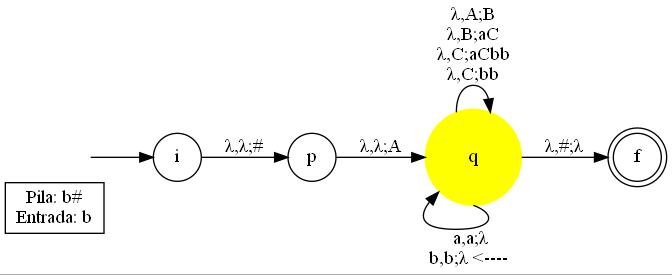 λ,A;B
λ,B;aC
λ,C;aCbb
λ,C;bb
i
λ,λ;#
p
λ,λ;A
q
λ,#;λ
f
Pila: b#
Entrada: b
a,a;λ
b,b;λ <----